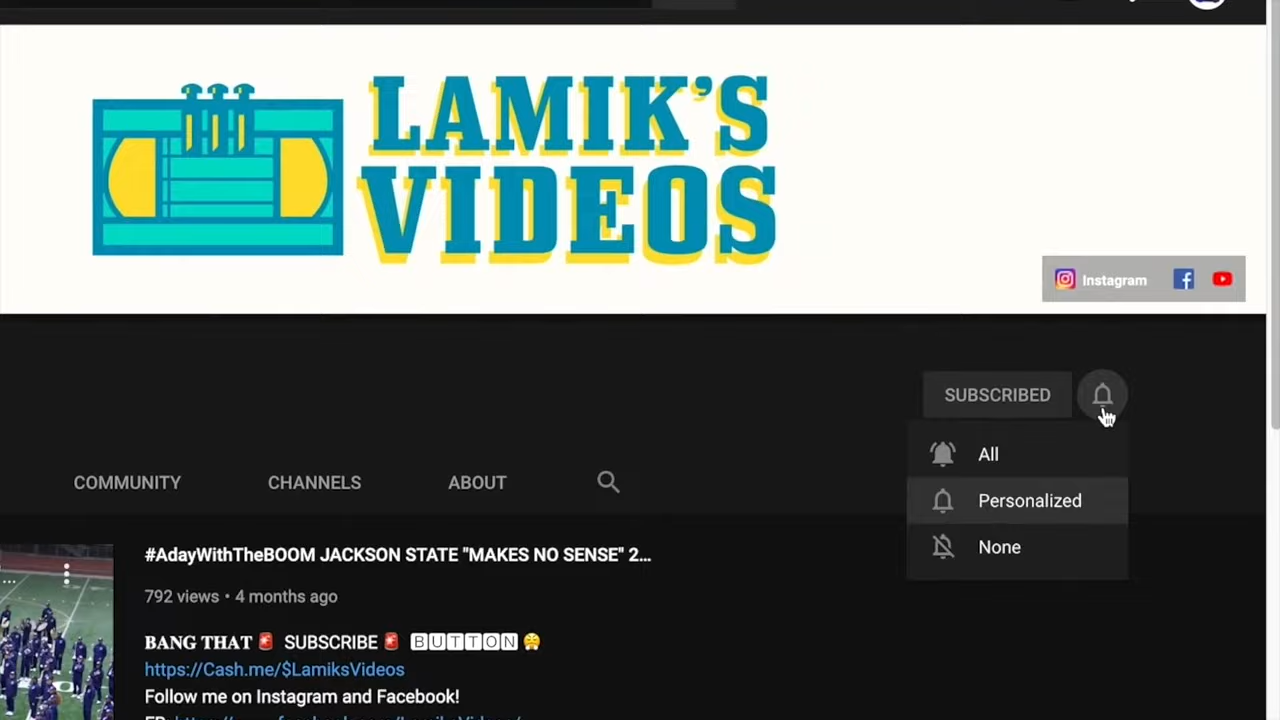 LAMIK'S
VIDEOS
Instagram
SUBSCRIBED
All
Personalized
None
COMMUNITY CHANNELS ABOUT
#AdayWithTheBOOM JACKSON STATE "MAKES NO SENSE" 2...
792 views • 4 months ago
𝐁𝐀𝐍𝐆 𝐓𝐇𝐀𝐓🚨 SUBSCRIBE🚨 🄱🅄🅃🅃🄾🄽😤
https://Cash.me/$LamiksVideos
Follow me on Instagram and Facebook!